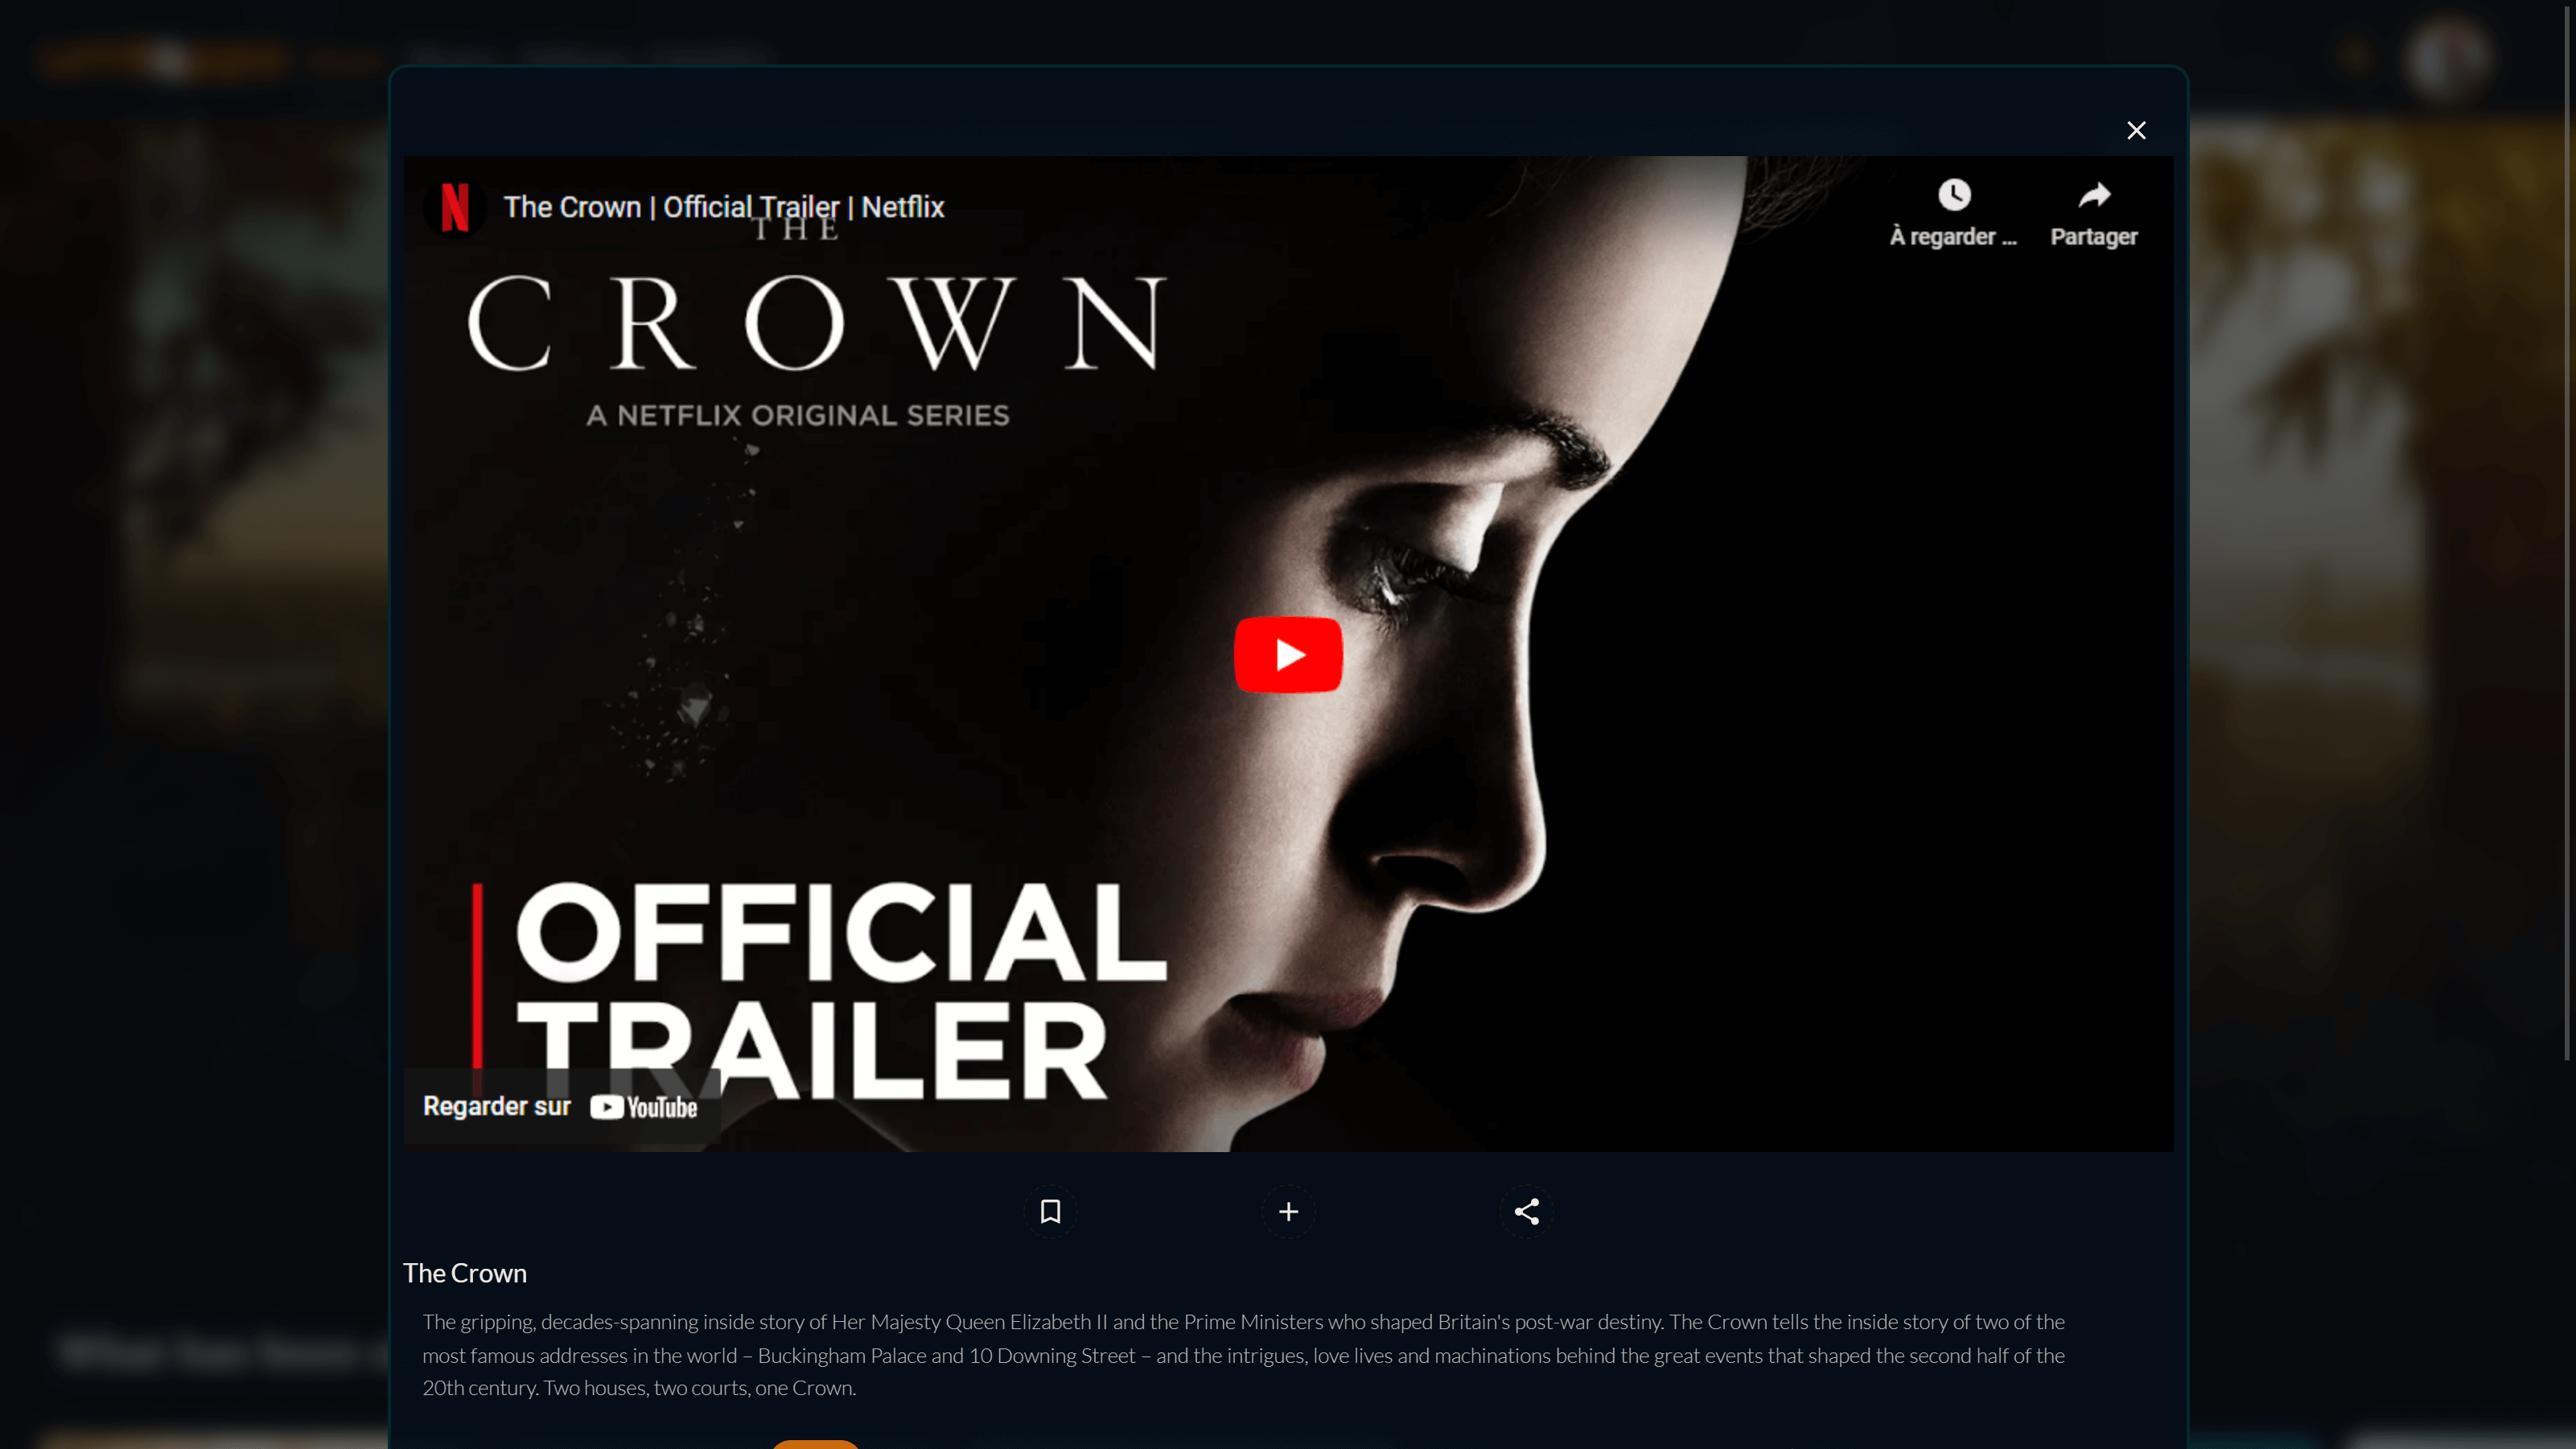 The Crown | Official Trailer | Netflix
À regarder ...
Partager
THE
CROWN
A NETFLIX ORIGINAL SERIES
OFFICIAL
TRAILER
Regarder sur YouTube
The Crown
The gripping, decades-spanning inside story of Her Majesty Queen Elizabeth II and the Prime Ministers who shaped Britain's post-war destiny. The Crown tells the inside story of two of the
most famous addresses in the world – Buckingham Palace and 10 Downing Street – and the intrigues, love lives and machinations behind the great events that shaped the second half of the
20th century. Two houses, two courts, one Crown.